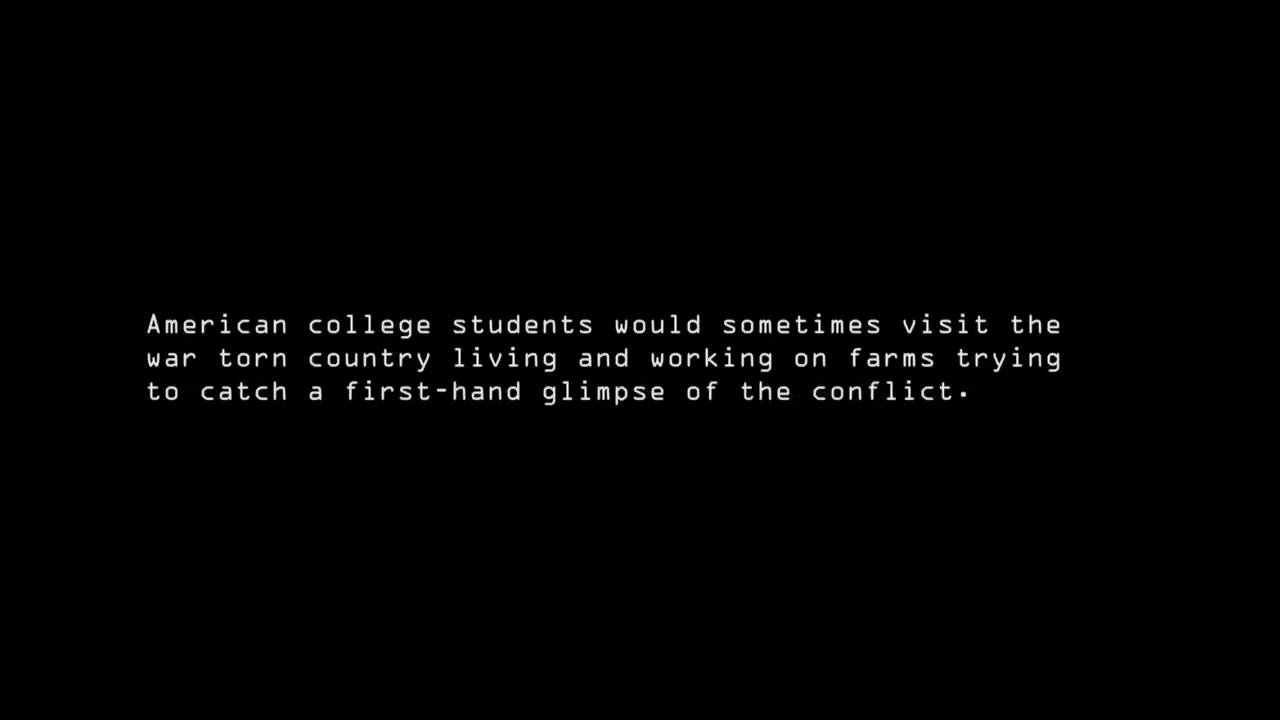 American college students would sometimes visit the
war torn country living and working on farms trying
to catch a first-hand glimpse of the conflict.